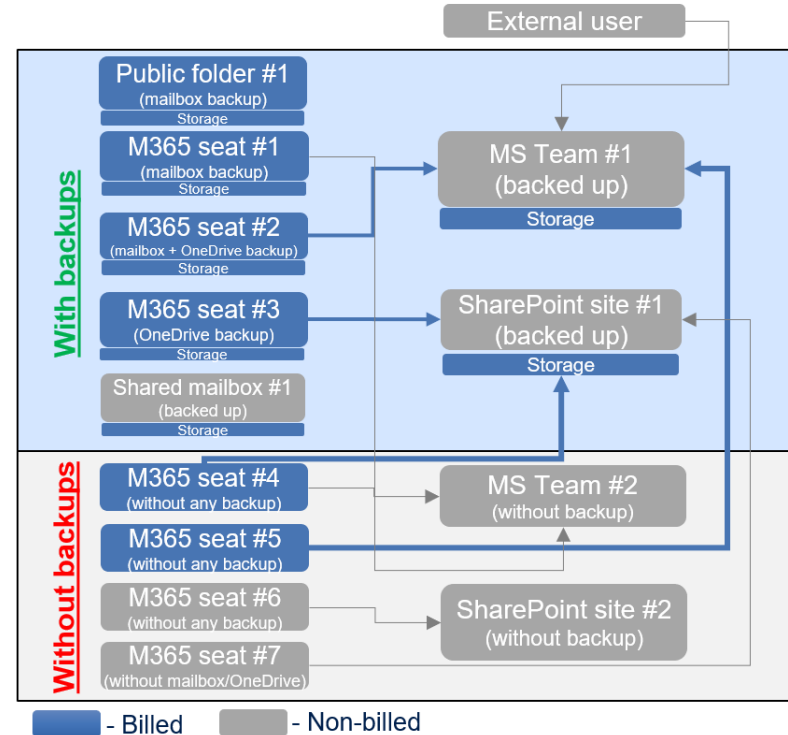 External user
With backups
Public folder #1
(mailbox backup)
Storage
M365 seat #1
(mailbox backup)
Storage
M365 seat #2
(mailbox + OneDrive backup)
Storage
M365 seat #3
(OneDrive backup)
Storage
Shared mailbox #1
(backed up)
Storage
MS Team #1
(backed up)
Storage
SharePoint site #1
(backed up)
Storage
Without backups
M365 seat #4
(without any backup)
M365 seat #5
(without any backup)
M365 seat #6
(without any backup)
M365 seat #7
(without mailbox/OneDrive)
MS Team #2
(without backup)
SharePoint site #2
(without backup)
- Billed
- Non-billed